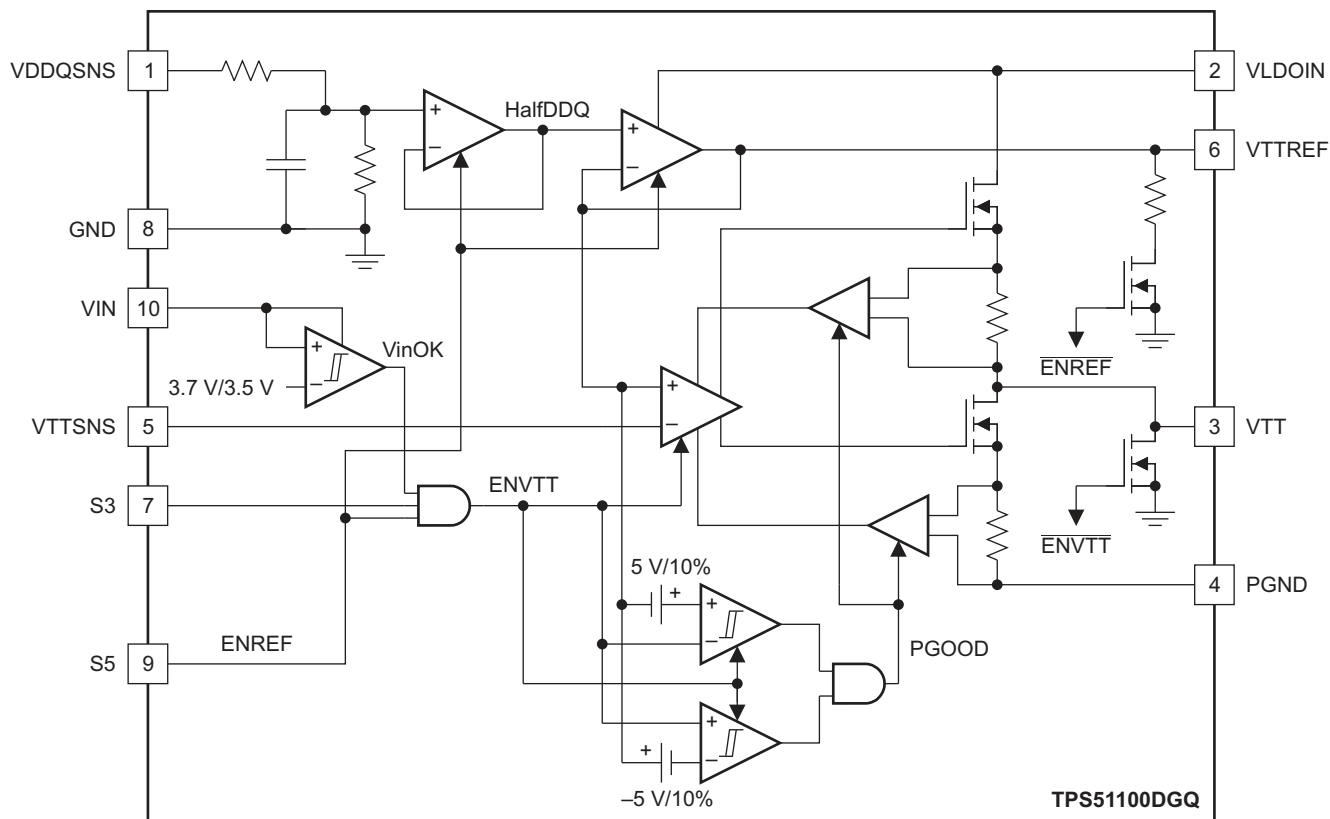 VDDQSNS 1
2 VLDOIN
+
–
HalfDDQ
+
–
6 VTTREF
GND 8
VIN 10
+
–
VinOK
3.7 V/3.5 V
ENREF
VTTSNS 5
+
–
3 VTT
S3 7
ENVTT
ENVTT
5 V/10%
+
+
–
4 PGND
S5 9
ENREF
PGOOD
+
–
+
–5 V/10%
TPS51100DGQ